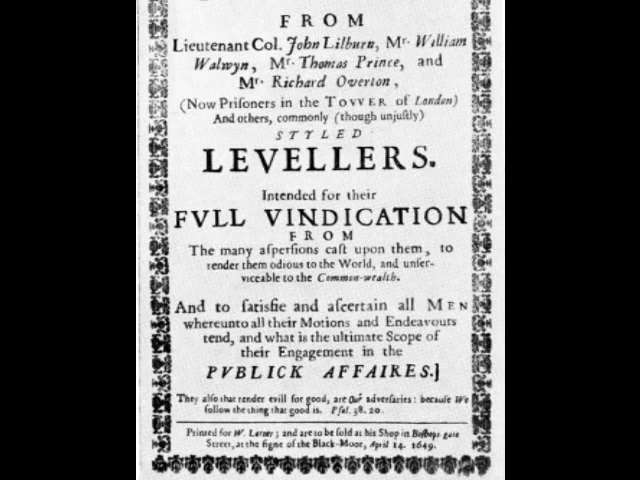 FROM
Lieutenant Col. John Lilburn, Mr. William
Walwyn, Mr. Thomas Prince, and
Mr. Richard Overton,
(Now Priſoners in the TOVVER of London)
And others, commonly (though unjuſtly)
STYLED
LEVELLERS.
Intended for their
FVLL VINDICATION
FROM
The many aſperſions caſt upon them, to
render them odious to the World, and unſer-
viceable to the Common-wealth.
And to ſatisfie and aſcertain all MEN
whereunto all their Motions and Endeavours
tend, and what is the ultimate Scope of
their Engagement in the
PVBLICK AFFAIRES.]
They alſo that render evill for good, are Our adverſaries: becauſe We
follow the thing that good is. Pſal. 38. 20.
Printed for W. Larner; and are to be ſold at his Shop in Biſhops gate
Street, at the ſigne of the Black-Moor, April 14. 1649.